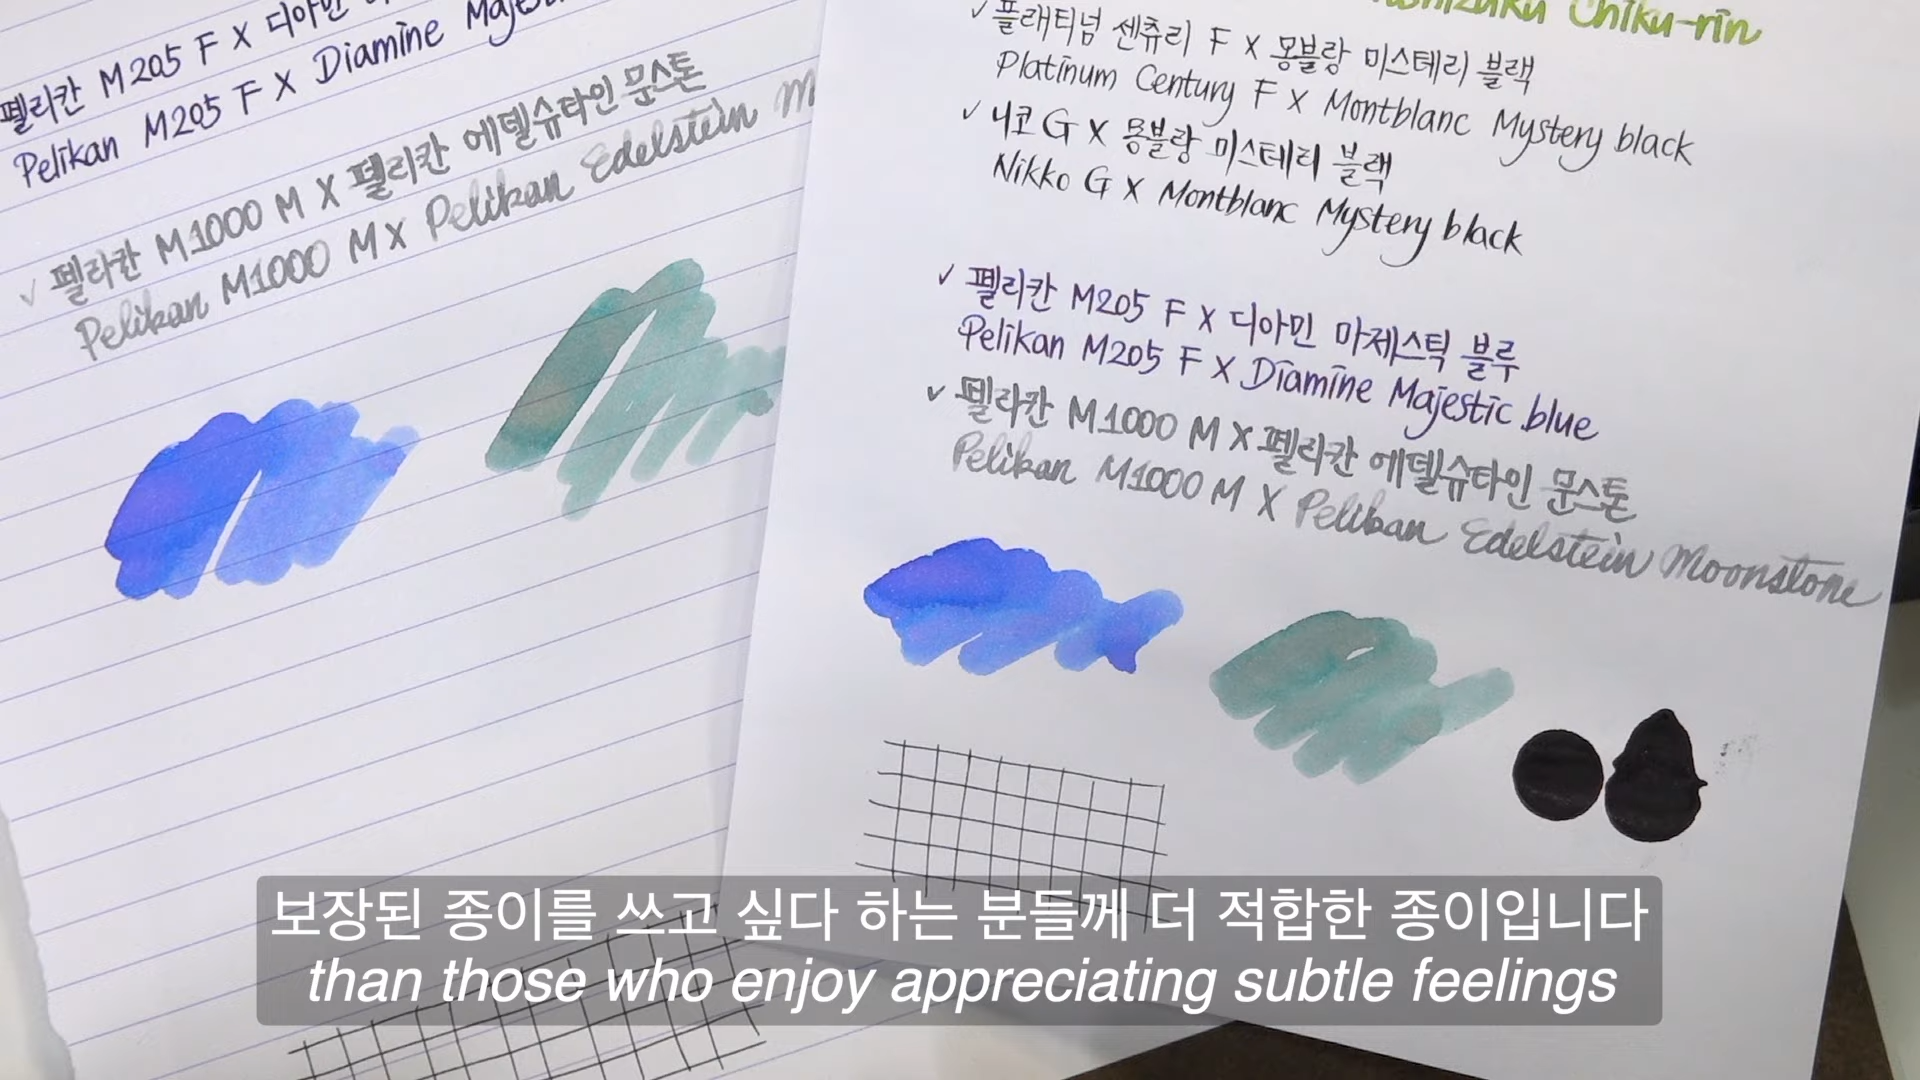 펠리칸 M205 F X 디아민
Pelikan M205 F X Diamine
✓ 펠리칸 M1000 M X 펠리칸 에델슈타인 문스톤
Pelikan M1000 M X Pelikan Edelstein M
Chiku-rin
✓ 플래티넘 센츄리 F X 몽블랑 미스테리 블랙
Platinum Century F X Montblanc Mystery black
✓ 니코 G X 몽블랑 미스테리 블랙
Nikko G X Montblanc Mystery black
✓ 펠리칸 M205 F X 디아민 마제스틱 블루
Pelikan M205 F X Diamine Majestic blue
✓ 펠리칸 M1000 M X 펠리칸 에델슈타인 문스톤
Pelikan M1000 M X Pelikan Edelstein Moonstone
보장된 종이를 쓰고 싶다 하는 분들께 더 적합한 종이입니다
than those who enjoy appreciating subtle feelings